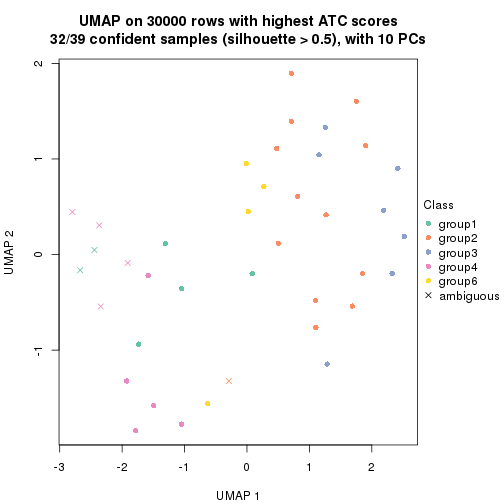 UMAP on 30000 rows with highest ATC scores
32/39 confident samples (silhouette > 0.5), with 10 PCs
2
1
0
-1
UMAP 2
-3
-2
-1
0
1
2
UMAP 1
Class
group1
group2
group3
group4
group6
ambiguous